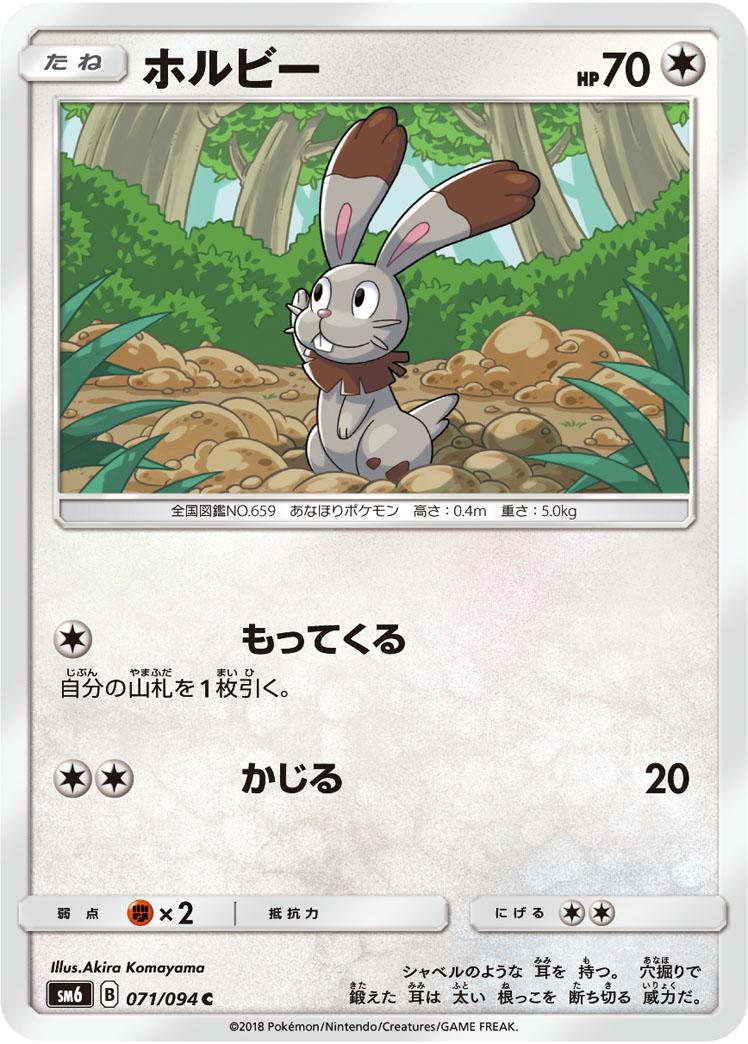 たね ホルビー HP70
全国図鑑NO.659 あなほりポケモン 高さ:0.4m 重さ:5.0kg
もってくる
自分の山札を1枚引く。
かじる 20
弱点 ×2 抵抗力 にげる
Illus.Akira Komayama
シャベルのような 耳を 持つ。 穴掘りで
鍛えた 耳は 太い 根っこを 断ち切る 威力だ。
SM6 B 071/094 C
©2018 Pokémon/Nintendo/Creatures/GAME FREAK.